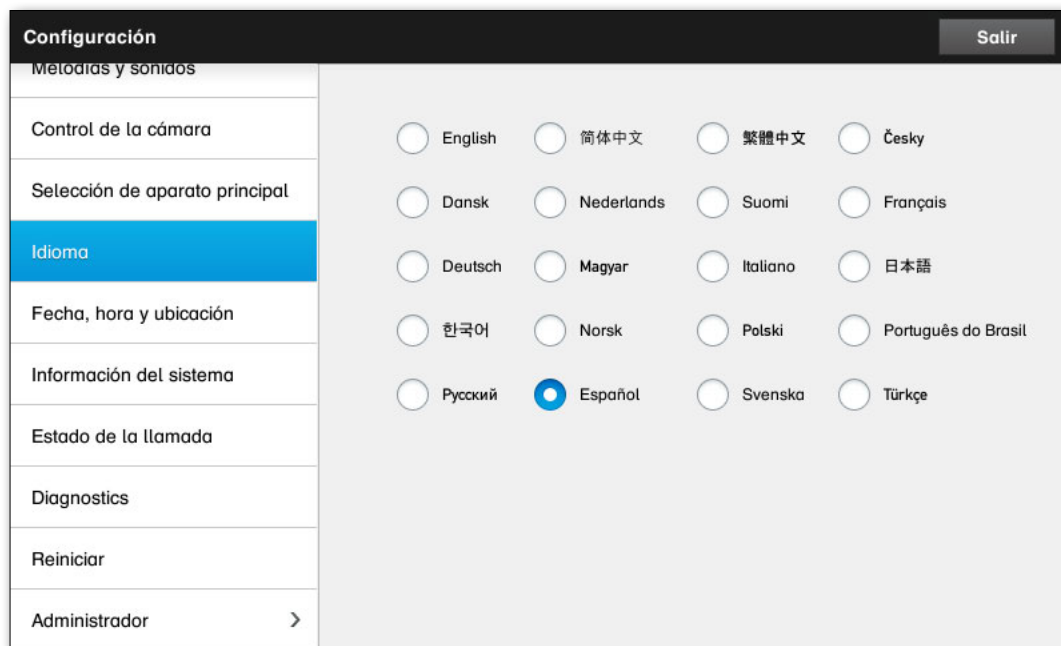 Configuración
Salir
Melodías y sonidos
Control de la cámara
Selección de aparato principal
Idioma
Fecha, hora y ubicación
Información del sistema
Estado de la llamada
Diagnostics
Reiniciar
Administrador
English 简体中文 繁體中文 Česky
Dansk Nederlands Suomi Français
Deutsch Magyar Italiano 日本語
한국어 Norsk Polski Português do Brasil
Русский Español Svenska Türkçe